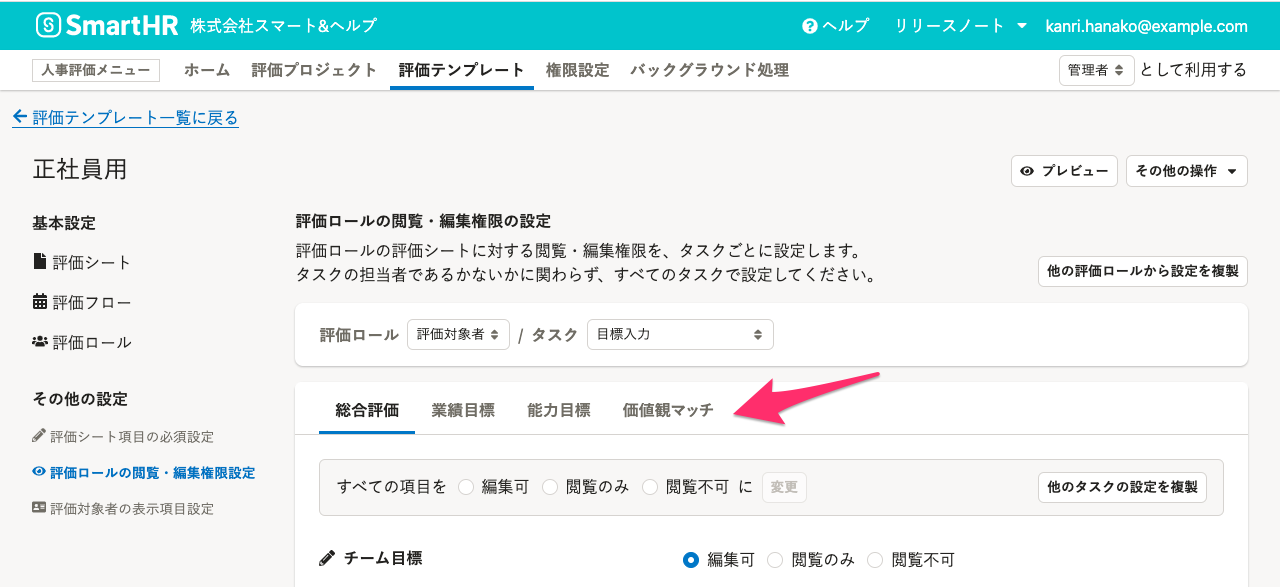 SmartHR 株式会社スマート&ヘルプ ヘルプ リリースノート kanri.hanako@example.com
人事評価メニュー ホーム 評価プロジェクト 評価テンプレート 権限設定 バックグラウンド処理 管理者 として利用する
評価テンプレート一覧に戻る
正社員用 プレビュー その他の操作
基本設定
評価シート
評価フロー
評価ロール
その他の設定
評価シート項目の必須設定
評価ロールの閲覧・編集権限設定
評価対象者の表示項目設定
評価ロールの閲覧・編集権限の設定
評価ロールの評価シートに対する閲覧・編集権限を、タスクごとに設定します。
タスクの担当者であるかないかに関わらず、すべてのタスクで設定してください。
他の評価ロールから設定を複製
評価ロール 評価対象者 / タスク 目標入力
総合評価 業績目標 能力目標 価値観マッチ
すべての項目を 編集可 閲覧のみ 閲覧不可 に 変更 他のタスクの設定を複製
チーム目標 編集可 閲覧のみ 閲覧不可